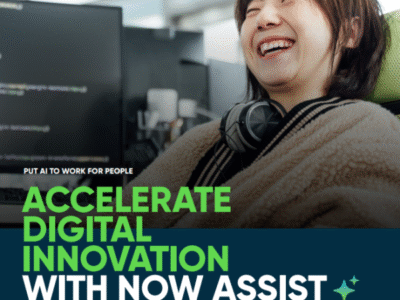 PUT AI TO WORK FOR PEOPLE
ACCELERATE
DIGITAL
INNOVATION
WITH NOW ASSIST